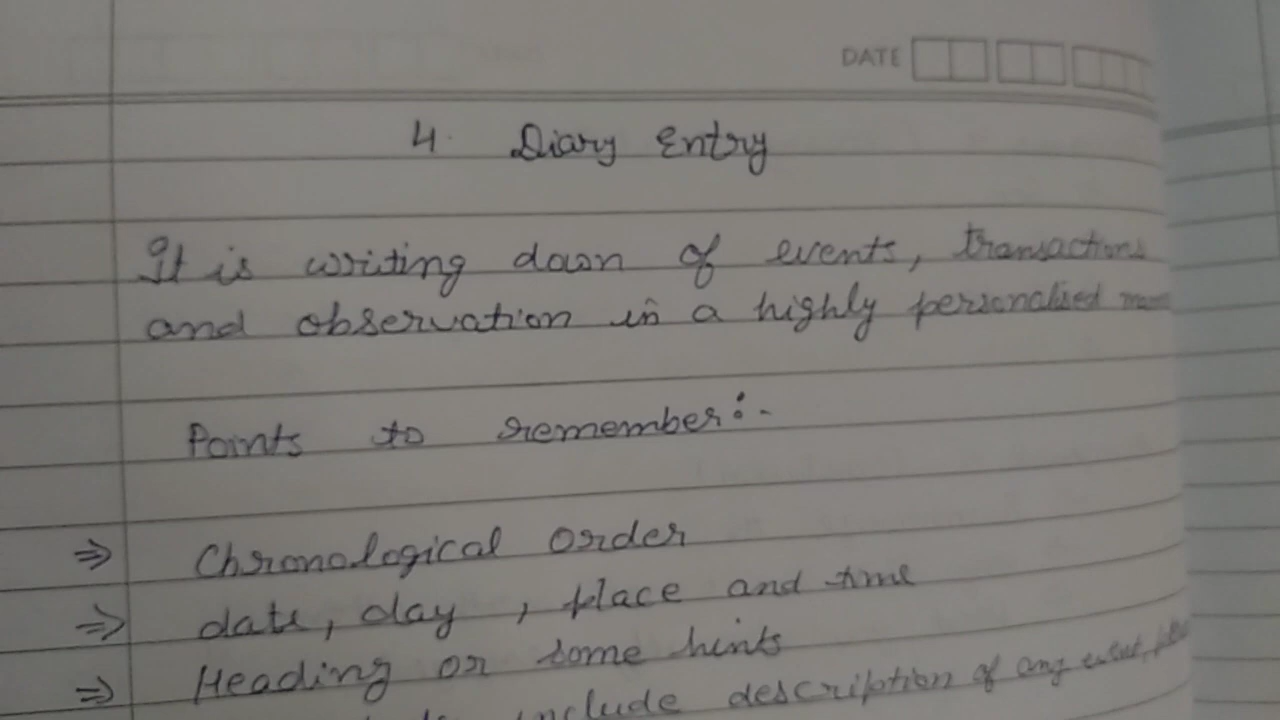 DATE
4. Diary Entry
It is writing down of events, transactions
and observation in a highly personalised
Points to remember:-
⇒ Chronological order
⇒ date, day, place and time
⇒ Heading or some hints
include description of any event,